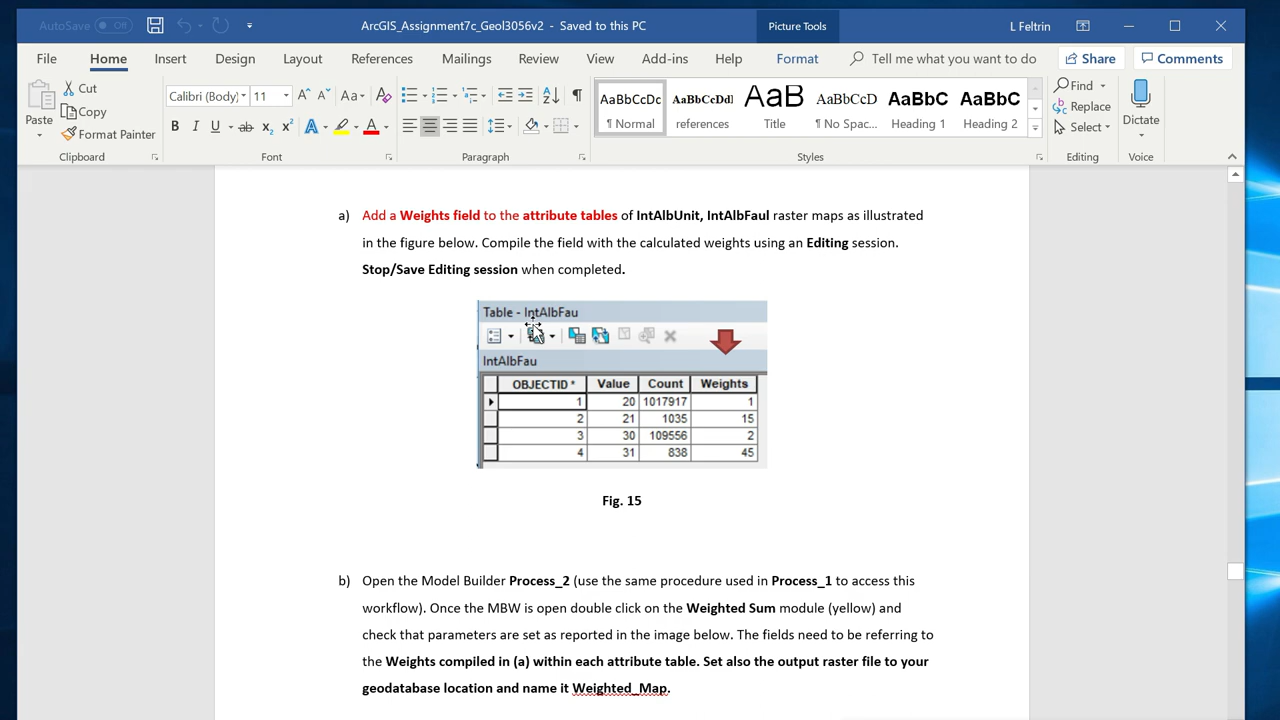 AutoSave Off ArcGIS_Assignment7c_Geol3056v2 - Saved to this PC Picture Tools L Feltrin
File Home Insert Design Layout References Mailings Review View Add-ins Help Tell me what you want to do Format Share Comments
Paste Cut Copy Format Painter
Calibri (Body) 11
AaBbCcDc AaBbCcDdI AaB AaBbCcD AaBbC AaBbC
¶ Normal references Title ¶ No Spac... Heading 1 Heading 2
Find Replace Select Dictate
Clipboard Font Paragraph Styles Editing Voice
a) Add a Weights field to the attribute tables of IntAlbUnit, IntAlbFaul raster maps as illustrated
in the figure below. Compile the field with the calculated weights using an Editing session.
Stop/Save Editing session when completed.
Table - IntAlbFau
IntAlbFau
OBJECTID * Value Count Weights
1 20 1017917 1
2 21 1035 15
3 30 109556 2
4 31 838 45
Fig. 15
b) Open the Model Builder Process_2 (use the same procedure used in Process_1 to access this
workflow). Once the MBW is open double click on the Weighted Sum module (yellow) and
check that parameters are set as reported in the image below. The fields need to be referring to
the Weights compiled in (a) within each attribute table. Set also the output raster file to your
geodatabase location and name it Weighted_Map.